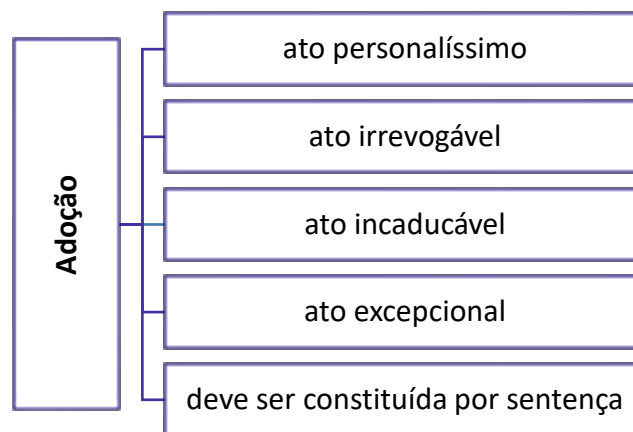 Adoção
ato personalíssimo
ato irrevogável
ato incaducável
ato excepcional
deve ser constituída por sentença